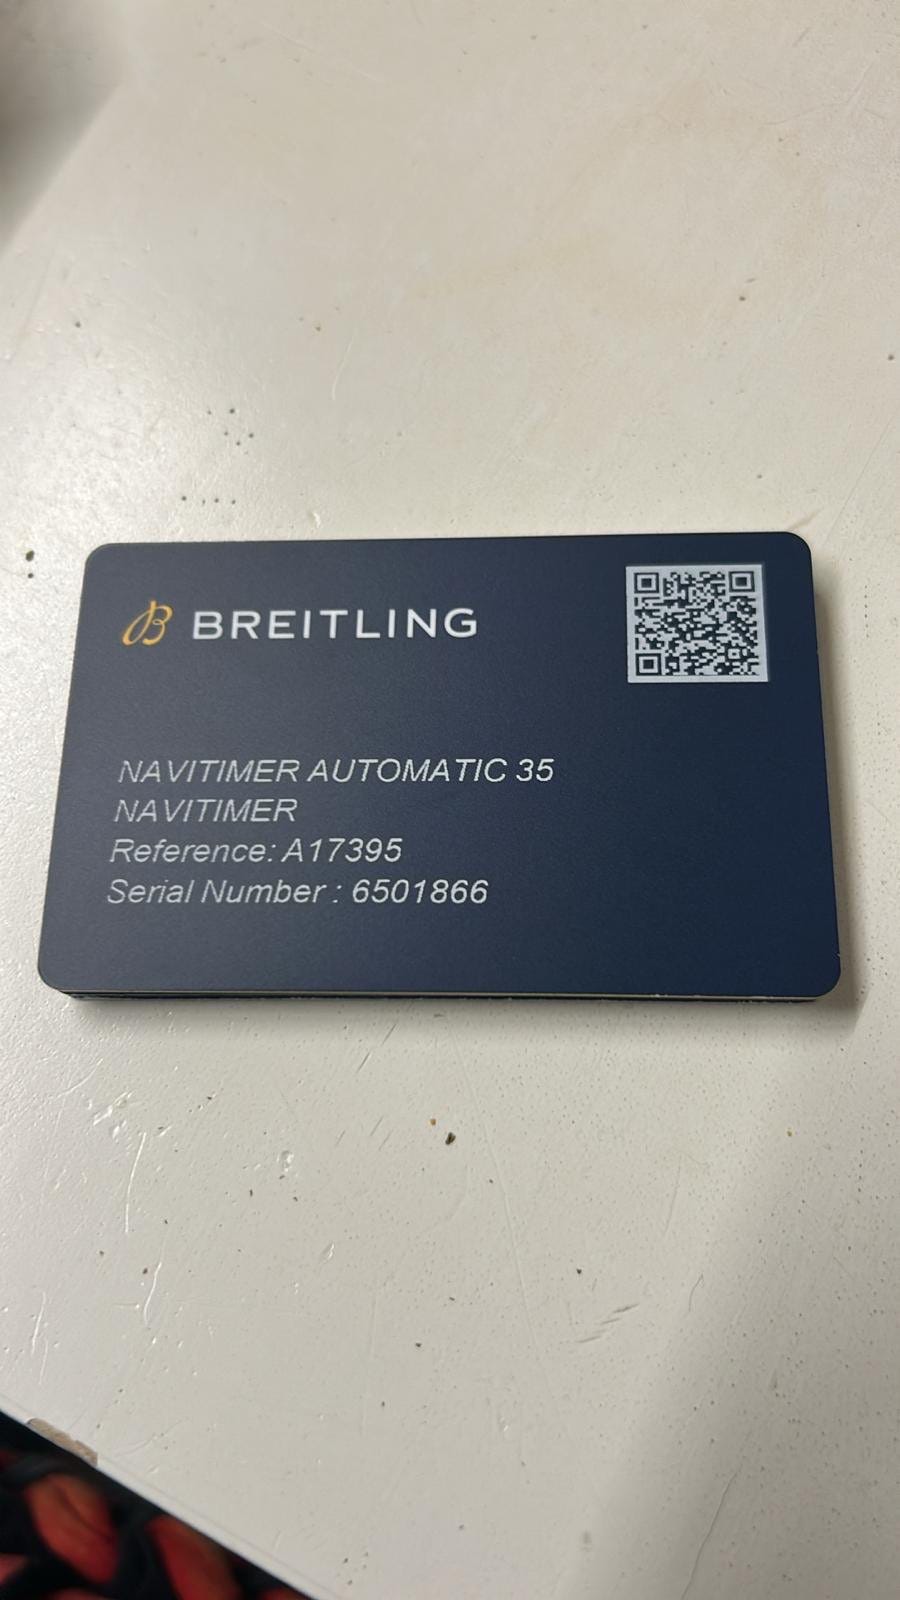 B BREITLING
NAVITIMER AUTOMATIC 35
NAVITIMER
Reference: A17395
Serial Number : 6501866